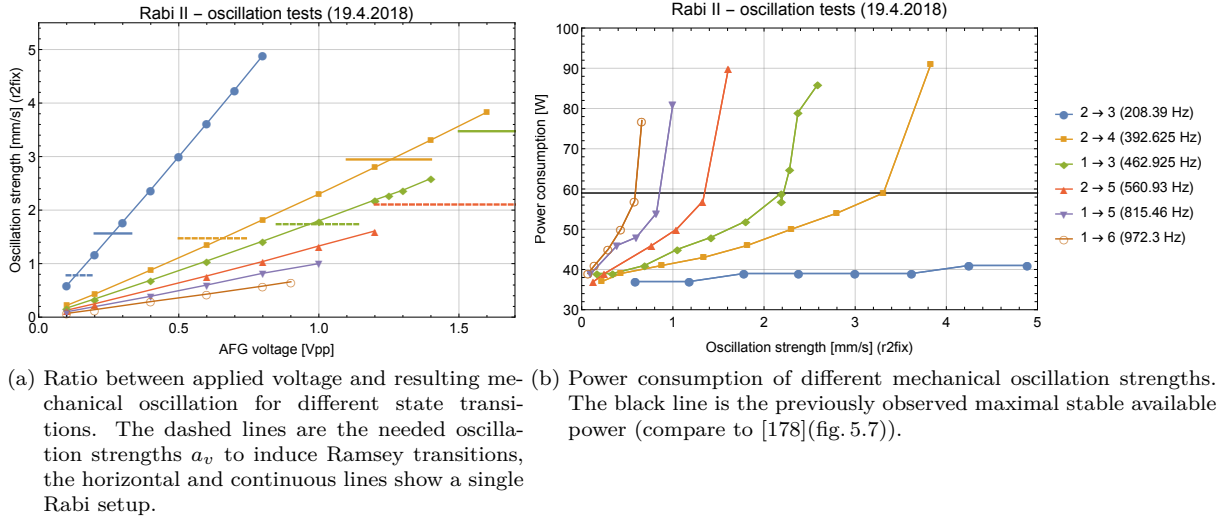 Rabi II – oscillation tests (19.4.2018)
Oscillation strength [mm/s] (r2fix)
5
4
3
2
1
0
0.0 0.5 1.0 1.5
AFG voltage [Vpp]
Rabi II – oscillation tests (19.4.2018)
Power consumption [W]
100
90
80
70
60
50
40
30
0 1 2 3 4 5
Oscillation strength [mm/s] (r2fix)
2 → 3 (208.39 Hz)
2 → 4 (392.625 Hz)
1 → 3 (462.925 Hz)
2 → 5 (560.93 Hz)
1 → 5 (815.46 Hz)
1 → 6 (972.3 Hz)
(a) Ratio between applied voltage and resulting me-
chanical oscillation for different state transi-
tions. The dashed lines are the needed oscilla-
tion strengths a_v to induce Ramsey transitions,
the horizontal and continuous lines show a single
Rabi setup.
(b) Power consumption of different mechanical oscillation strengths.
The black line is the previously observed maximal stable available
power (compare to [178](fig. 5.7)).